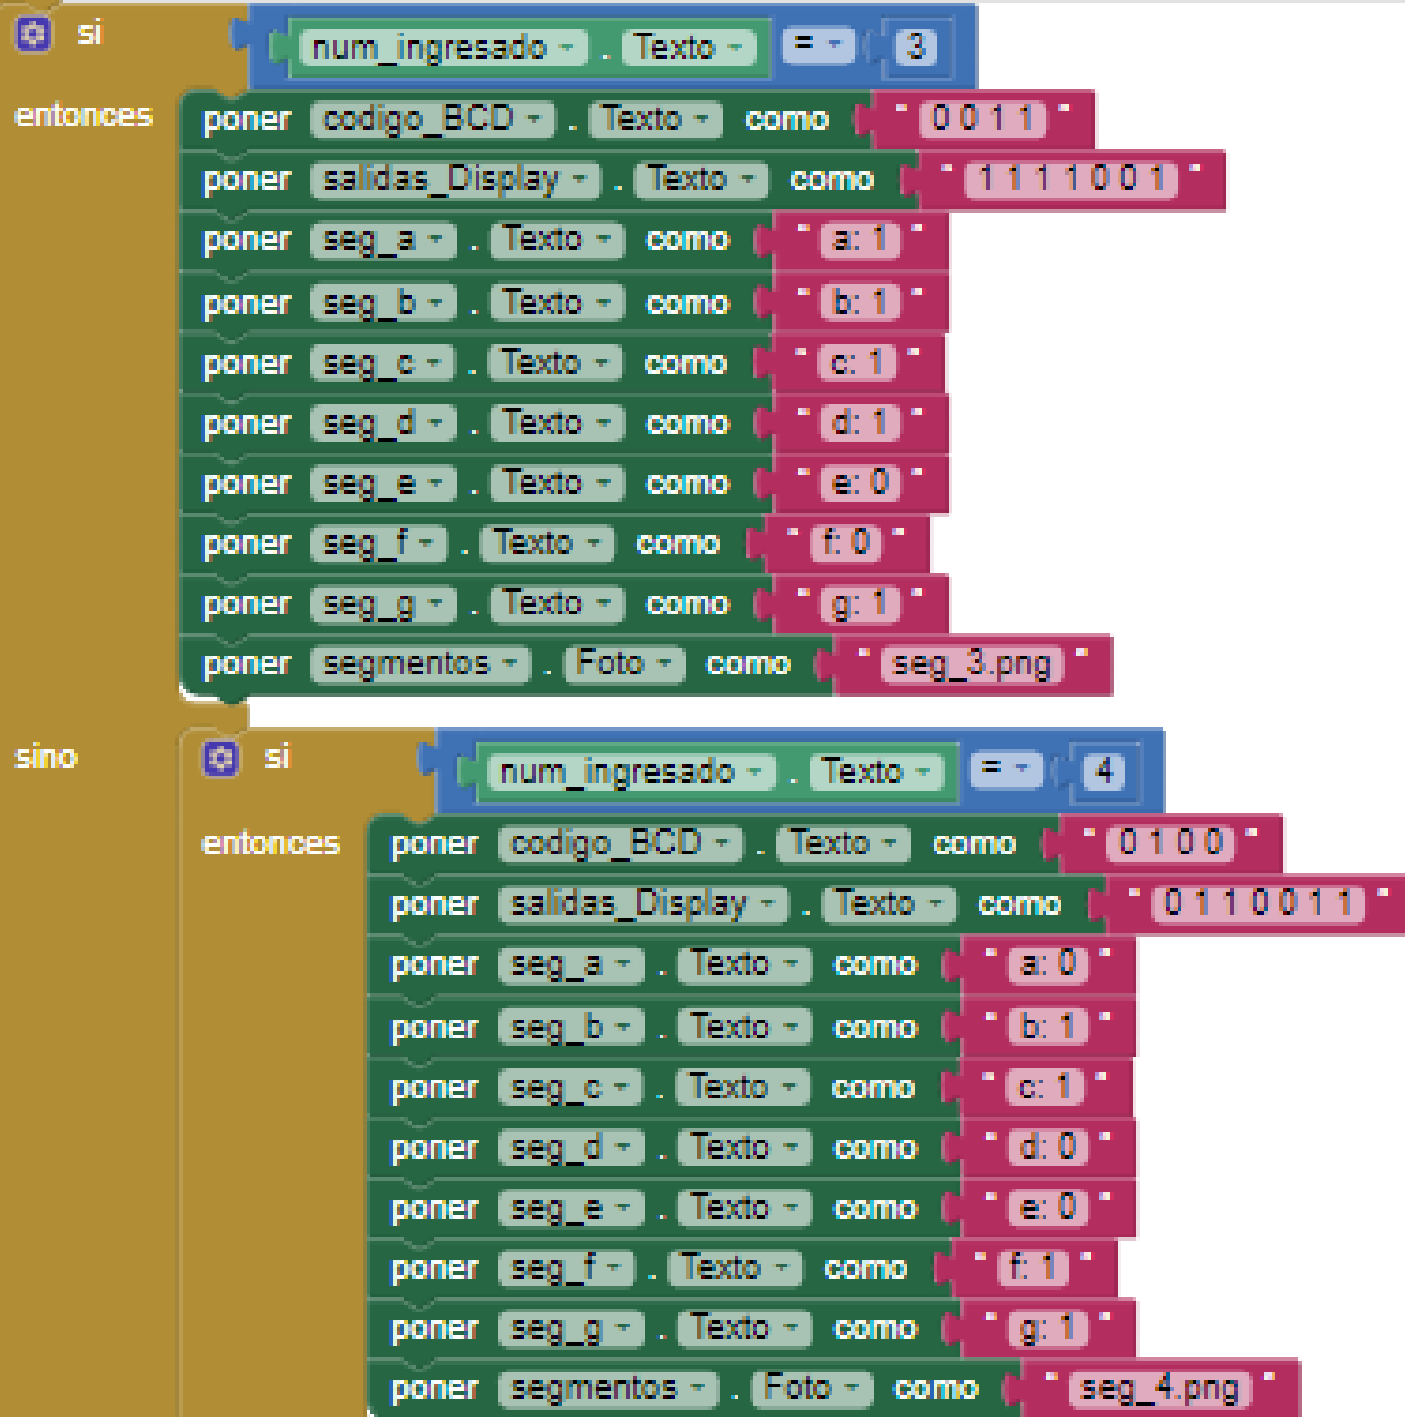 si num_ingresado . Texto = 3
entonces poner codigo_BCD . Texto como " 0 0 1 1 "
poner salidas_Display . Texto como " 1 1 1 1 0 0 1 "
poner seg_a . Texto como " a: 1 "
poner seg_b . Texto como " b: 1 "
poner seg_c . Texto como " c: 1 "
poner seg_d . Texto como " d: 1 "
poner seg_e . Texto como " e: 0 "
poner seg_f . Texto como " f: 0 "
poner seg_g . Texto como " g: 1 "
poner segmentos . Foto como " seg_3.png "
sino si num_ingresado . Texto = 4
entonces poner codigo_BCD . Texto como " 0 1 0 0 "
poner salidas_Display . Texto como " 0 1 1 0 0 1 1 "
poner seg_a . Texto como " a: 0 "
poner seg_b . Texto como " b: 1 "
poner seg_c . Texto como " c: 1 "
poner seg_d . Texto como " d: 0 "
poner seg_e . Texto como " e: 0 "
poner seg_f . Texto como " f: 1 "
poner seg_g . Texto como " g: 1 "
poner segmentos . Foto como " seg_4.png "